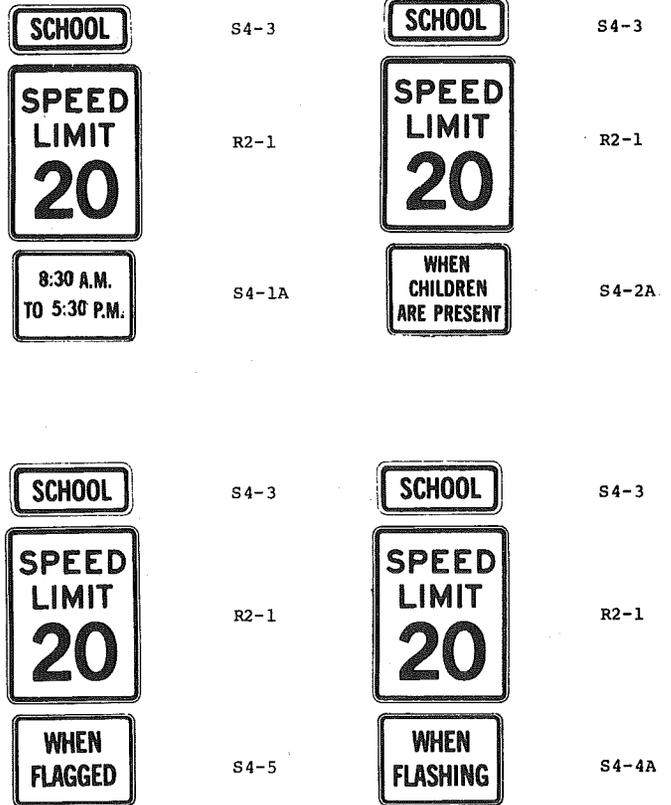 SCHOOL
S4-3
SPEED
LIMIT
20
R2-1
8:30 A.M.
TO 5:30 P.M.
S4-1A
SCHOOL
S4-3
SPEED
LIMIT
20
R2-1
WHEN
CHILDREN
ARE PRESENT
S4-2A
SCHOOL
S4-3
SPEED
LIMIT
20
R2-1
WHEN
FLAGGED
S4-5
SCHOOL
S4-3
SPEED
LIMIT
20
R2-1
WHEN
FLASHING
S4-4A